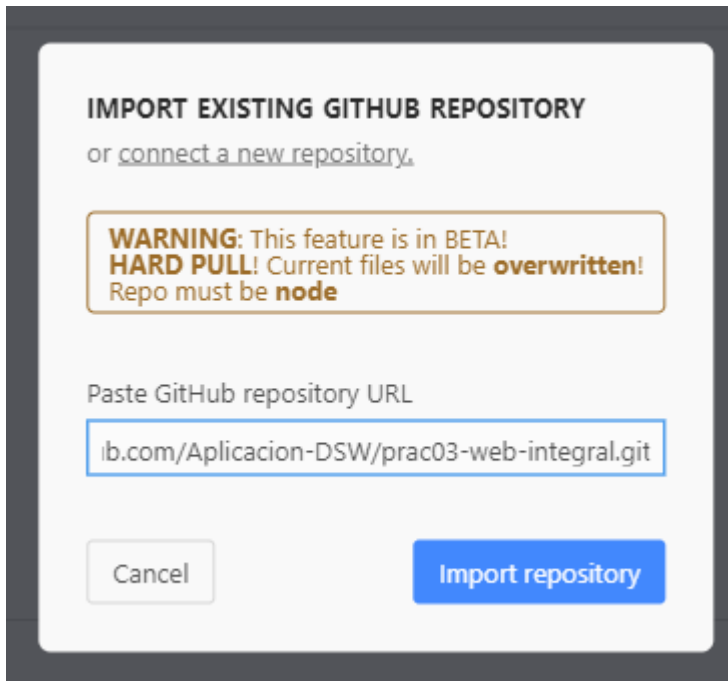 IMPORT EXISTING GITHUB REPOSITORY
or connect a new repository.
WARNING: This feature is in BETA!
HARD PULL! Current files will be overwritten!
Repo must be node
Paste GitHub repository URL
b.com/Aplicacion-DSW/prac03-web-integral.git
Cancel
Import repository